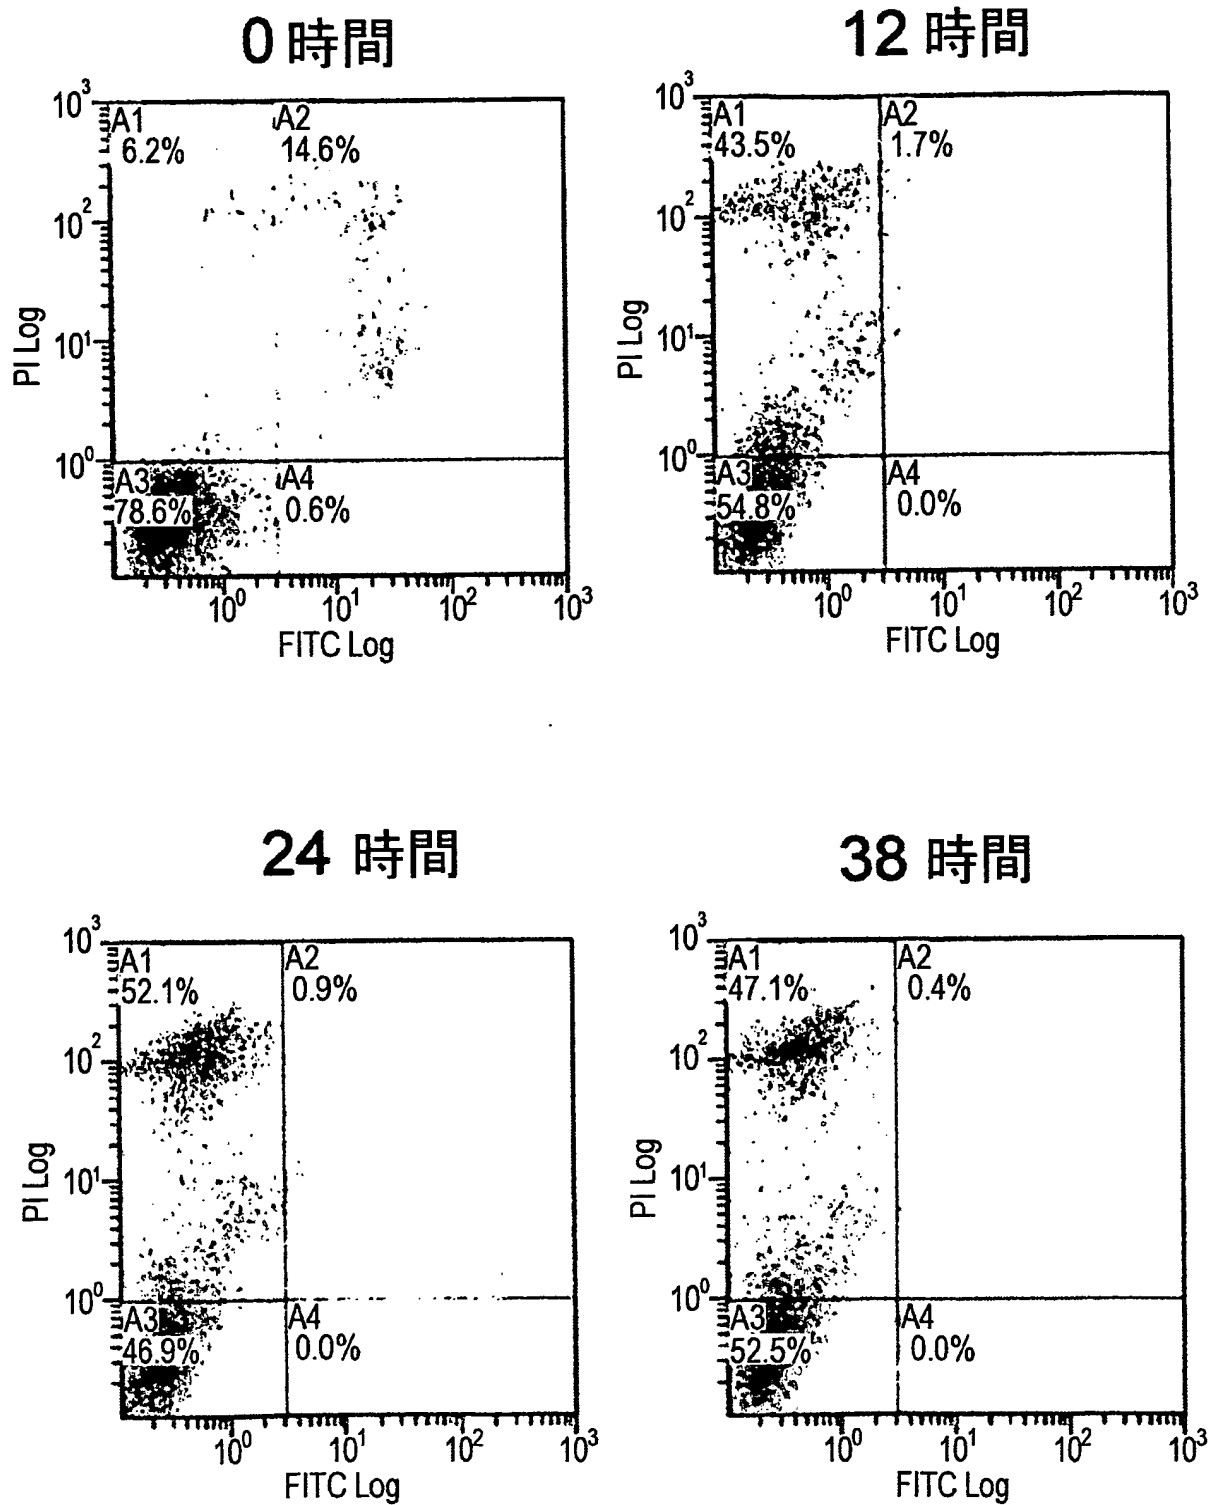 0 時間
10³
A1
6.2%
A2
14.6%
10²
PI Log
10¹
10⁰
A3
78.6%
A4
0.6%
10⁰ 10¹ 10² 10³
FITC Log
12 時間
10³
A1
43.5%
A2
1.7%
10²
PI Log
10¹
10⁰
A3
54.8%
A4
0.0%
10⁰ 10¹ 10² 10³
FITC Log
24 時間
10³
A1
52.1%
A2
0.9%
10²
PI Log
10¹
10⁰
A3
46.9%
A4
0.0%
10⁰ 10¹ 10² 10³
FITC Log
38 時間
10³
A1
47.1%
A2
0.4%
10²
PI Log
10¹
10⁰
A3
52.5%
A4
0.0%
10⁰ 10¹ 10² 10³
FITC Log